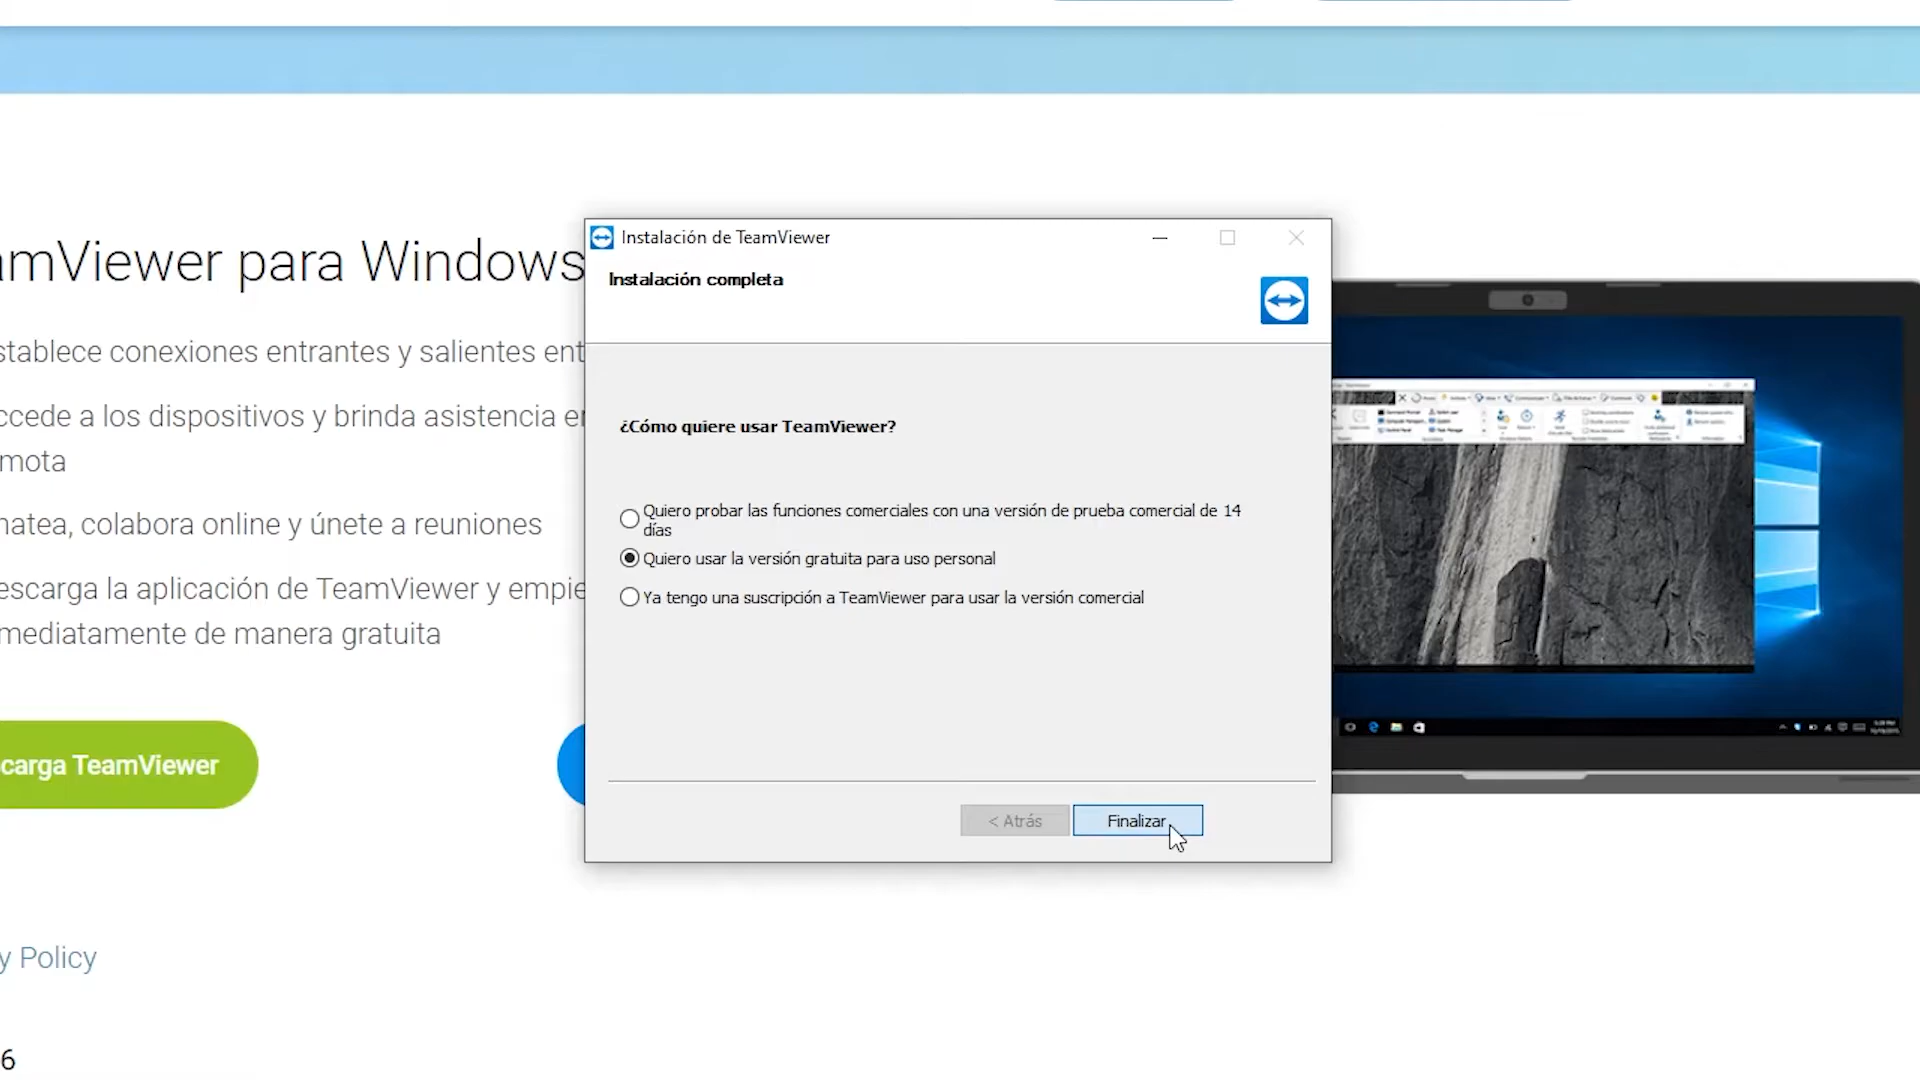 amViewer para Windows
stablece conexiones entrantes y salientes ent
ccede a los dispositivos y brinda asistencia e
mota
hatea, colabora online y únete a reuniones
escarga la aplicación de TeamViewer y empie
mediatamente de manera gratuita
carga TeamViewer
y Policy
6
Instalación de TeamViewer
Instalación completa
¿Cómo quiere usar TeamViewer?
Quiero probar las funciones comerciales con una versión de prueba comercial de 14
días
Quiero usar la versión gratuita para uso personal
Ya tengo una suscripción a TeamViewer para usar la versión comercial
< Atrás
Finalizar